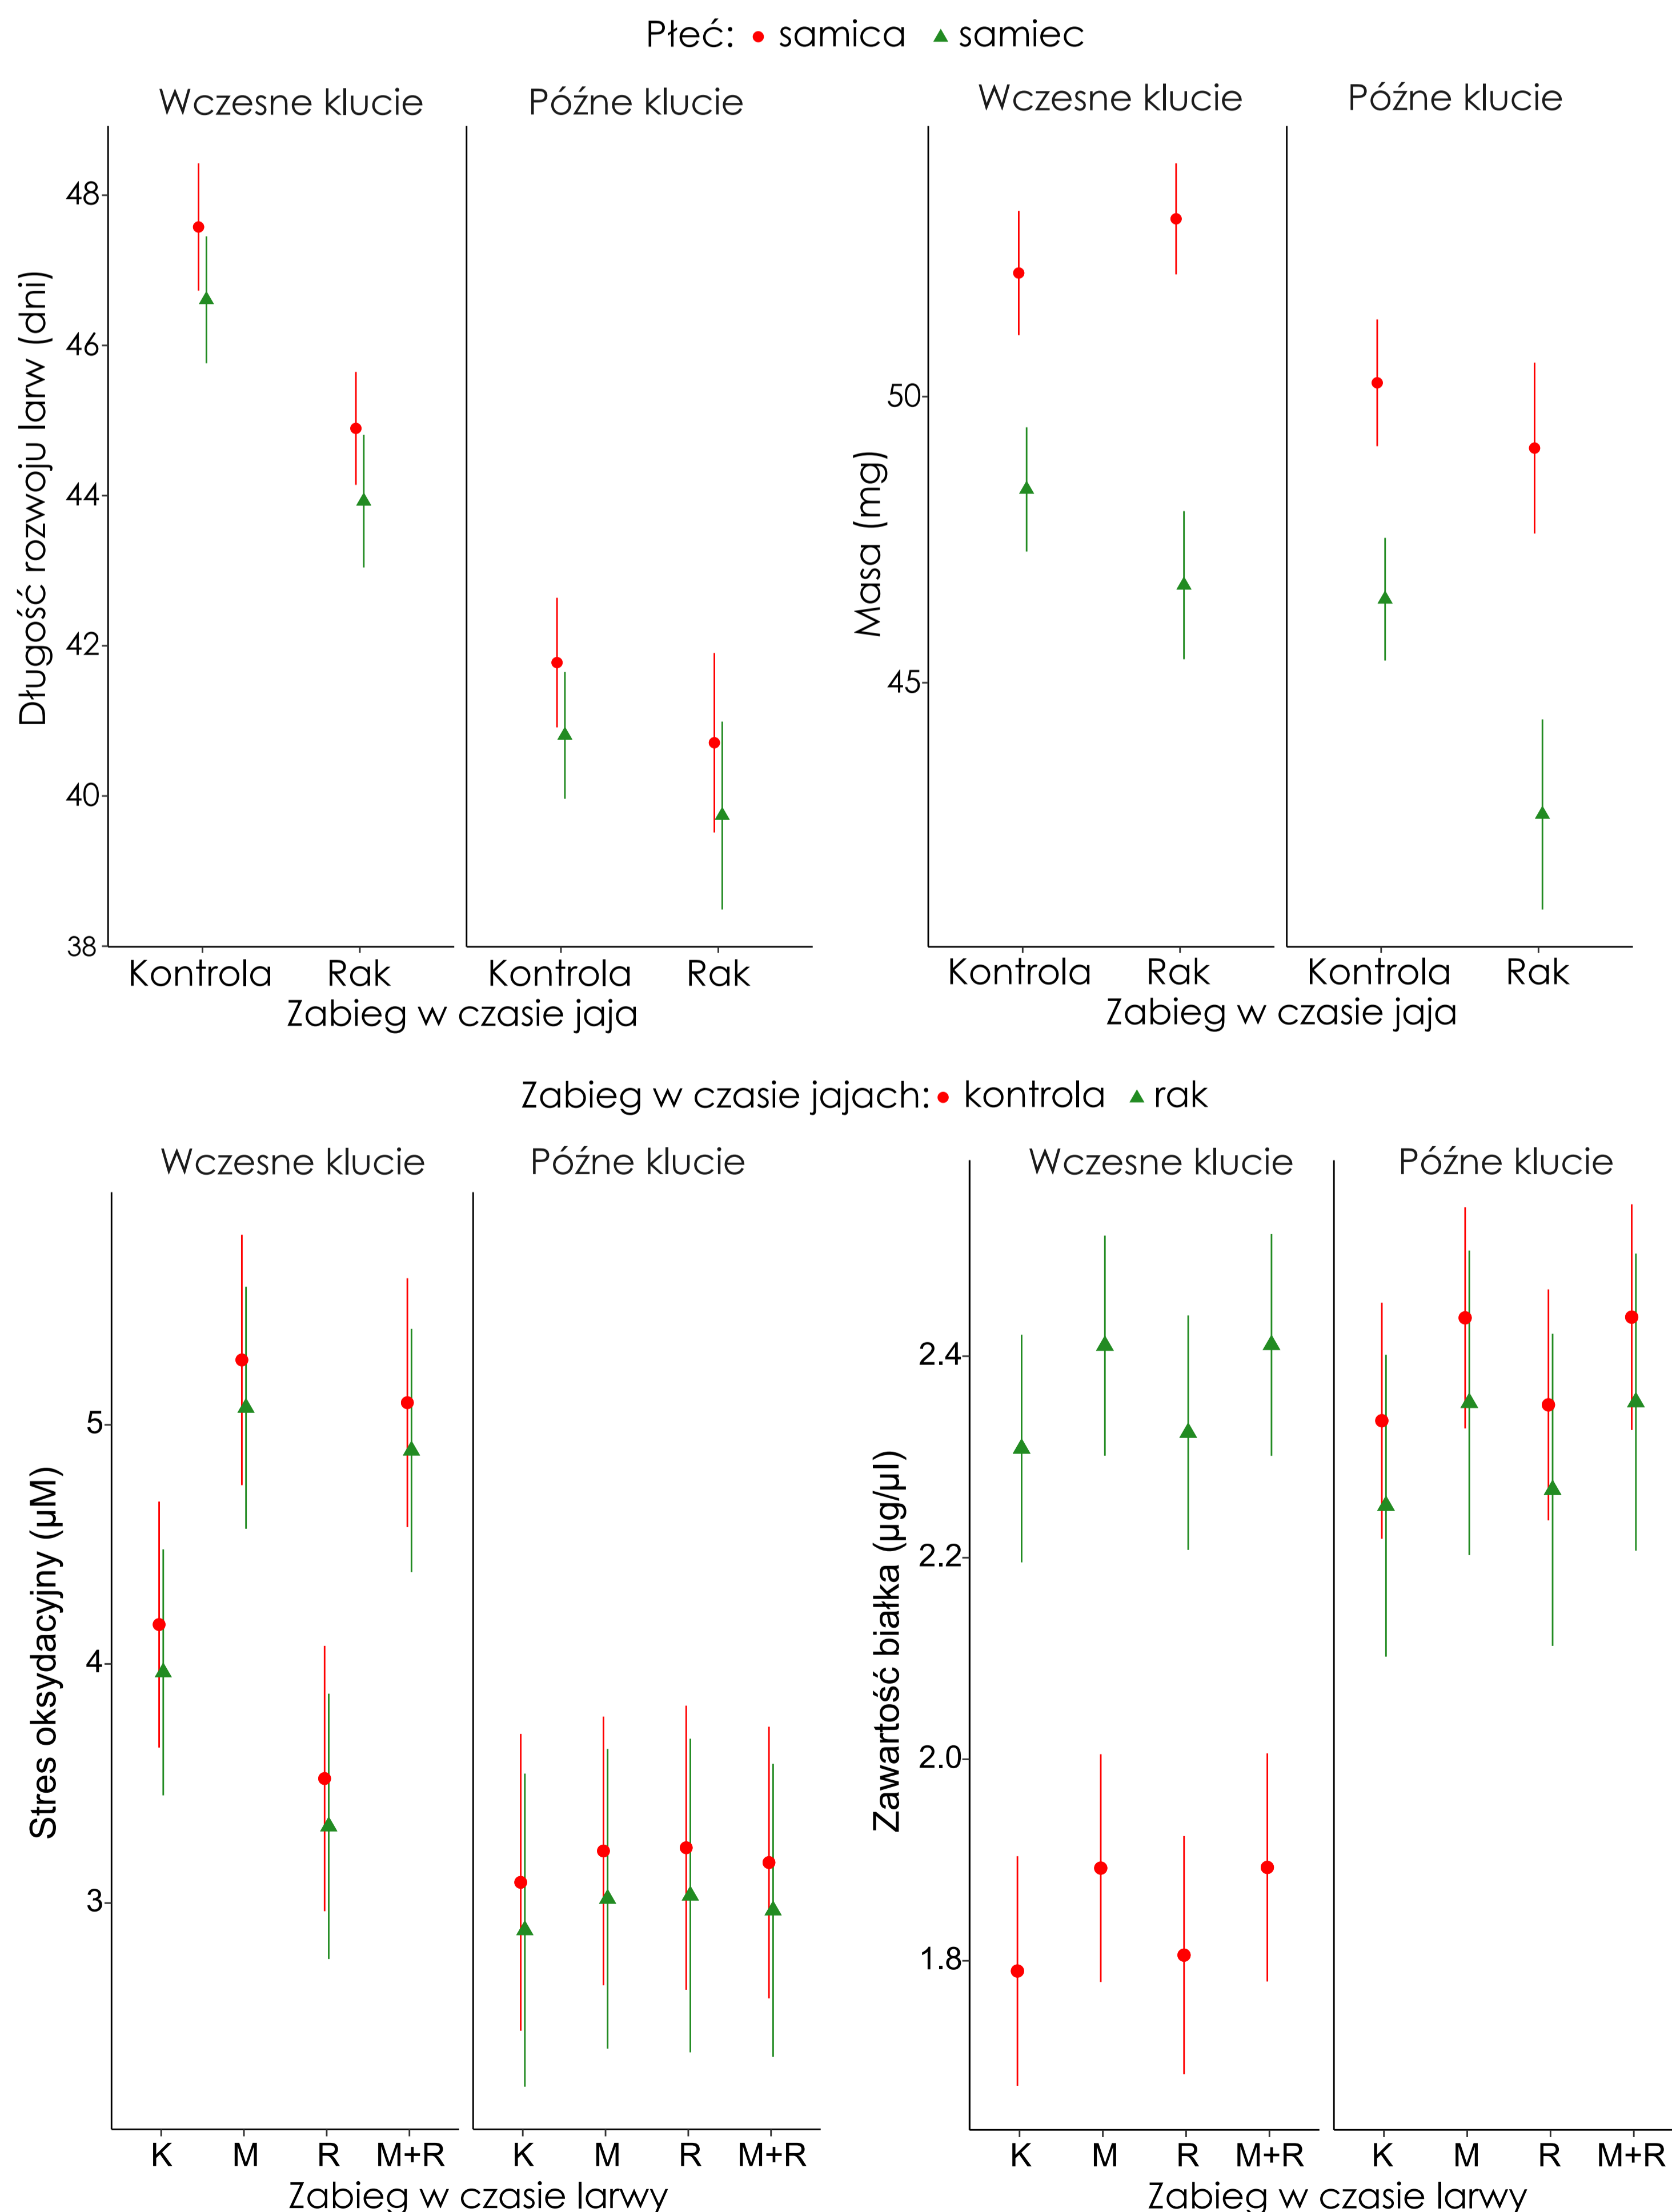 Płeć: samica samiec
Wczesne klucie Późne klucie
Wczesne klucie Późne klucie
Długość rozwoju larw (dni)
48
46
44
42
40
38
Kontrola Rak Kontrola Rak
Zabieg w czasie jaja
Masa (mg)
50
45
Kontrola Rak Kontrola Rak
Zabieg w czasie jaja
Zabieg w czasie jajach: kontrola rak
Wczesne klucie Późne klucie
Wczesne klucie Późne klucie
Stres oksydacyjny (µM)
5
4
3
K M R M+R K M R M+R
Zabieg w czasie larwy
Zawartość białka (µg/µl)
2.4
2.2
2.0
1.8
K M R M+R K M R M+R
Zabieg w czasie larwy